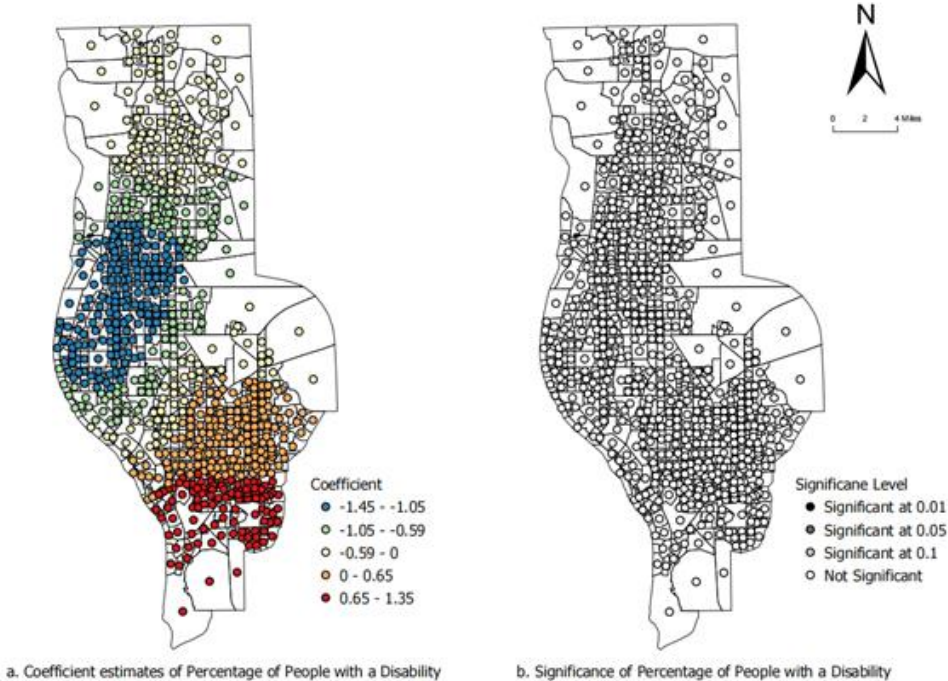 N
0 2 4 Miles
Coefficient
-1.45 - -1.05
-1.05 - -0.59
-0.59 - 0
0 - 0.65
0.65 - 1.35
Significane Level
Significant at 0.01
Significant at 0.05
Significant at 0.1
Not Significant
a. Coefficient estimates of Percentage of People with a Disability
b. Significance of Percentage of People with a Disability